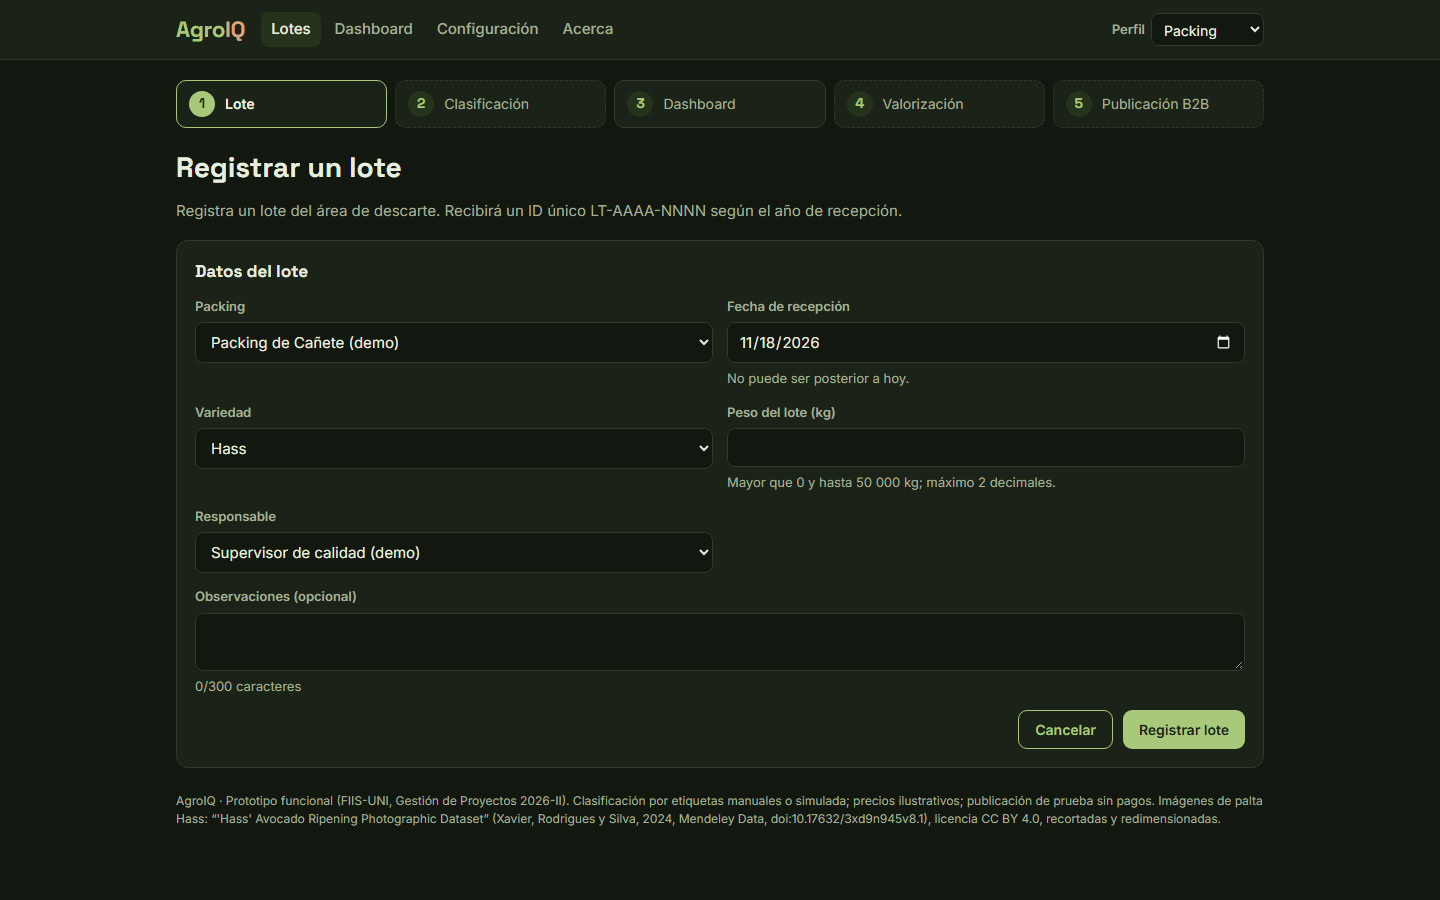 AgroIQ Lotes Dashboard Configuración Acerca Perfil Packing
1 Lote 2 Clasificación 3 Dashboard 4 Valorización 5 Publicación B2B
Registrar un lote
Registra un lote del área de descarte. Recibirá un ID único LT-AAAA-NNNN según el año de recepción.
Datos del lote
Packing
Packing de Cañete (demo)
Fecha de recepción
11/18/2026
No puede ser posterior a hoy.
Variedad
Hass
Peso del lote (kg)
Mayor que 0 y hasta 50 000 kg; máximo 2 decimales.
Responsable
Supervisor de calidad (demo)
Observaciones (opcional)
0/300 caracteres
Cancelar Registrar lote
AgroIQ · Prototipo funcional (FIIS-UNI, Gestión de Proyectos 2026-II). Clasificación por etiquetas manuales o simulada; precios ilustrativos; publicación de prueba sin pagos. Imágenes de palta
Hass: “'Hass' Avocado Ripening Photographic Dataset” (Xavier, Rodrigues y Silva, 2024, Mendeley Data, doi:10.17632/3xd9n945v8.1), licencia CC BY 4.0, recortadas y redimensionadas.